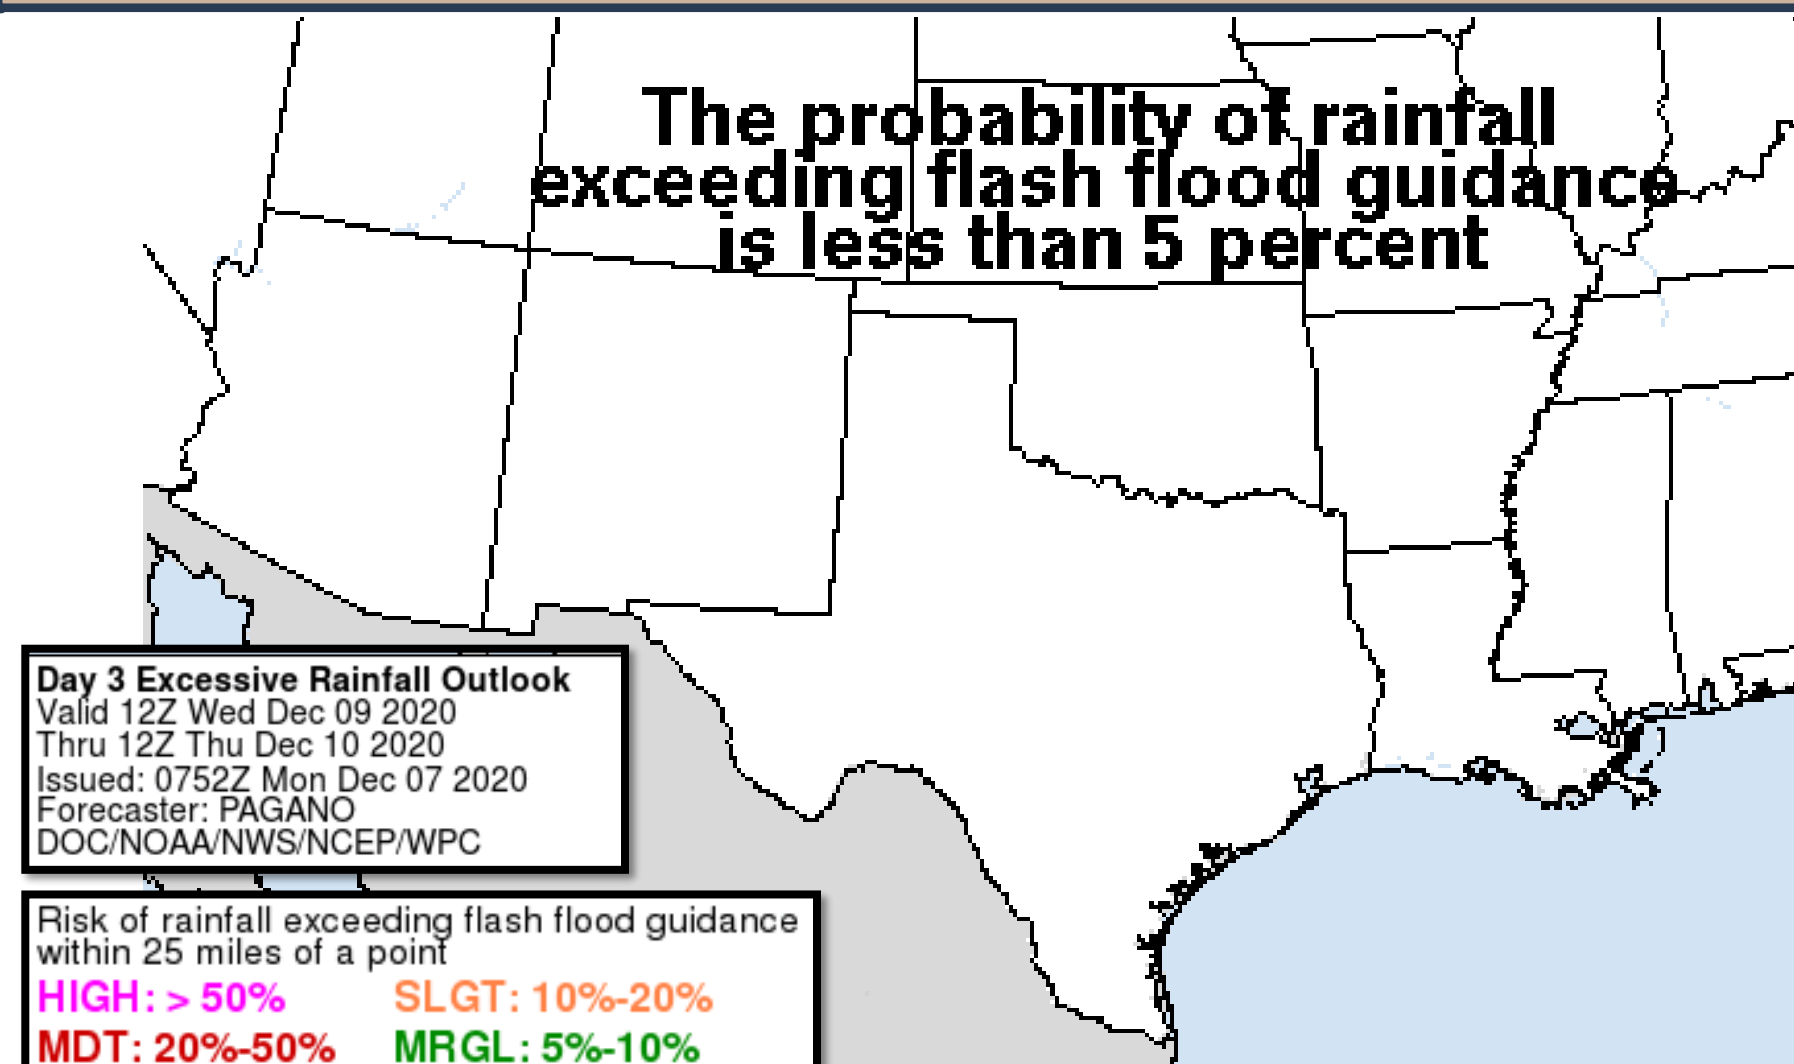 The probability of rainfall
exceeding flash flood guidance
is less than 5 percent
Day 3 Excessive Rainfall Outlook
Valid 12Z Wed Dec 09 2020
Thru 12Z Thu Dec 10 2020
Issued: 0752Z Mon Dec 07 2020
Forecaster: PAGANO
DOC/NOAA/NWS/NCEP/WPC
Risk of rainfall exceeding flash flood guidance
within 25 miles of a point
HIGH: > 50% SLGT: 10%-20%
MDT: 20%-50% MRGL: 5%-10%